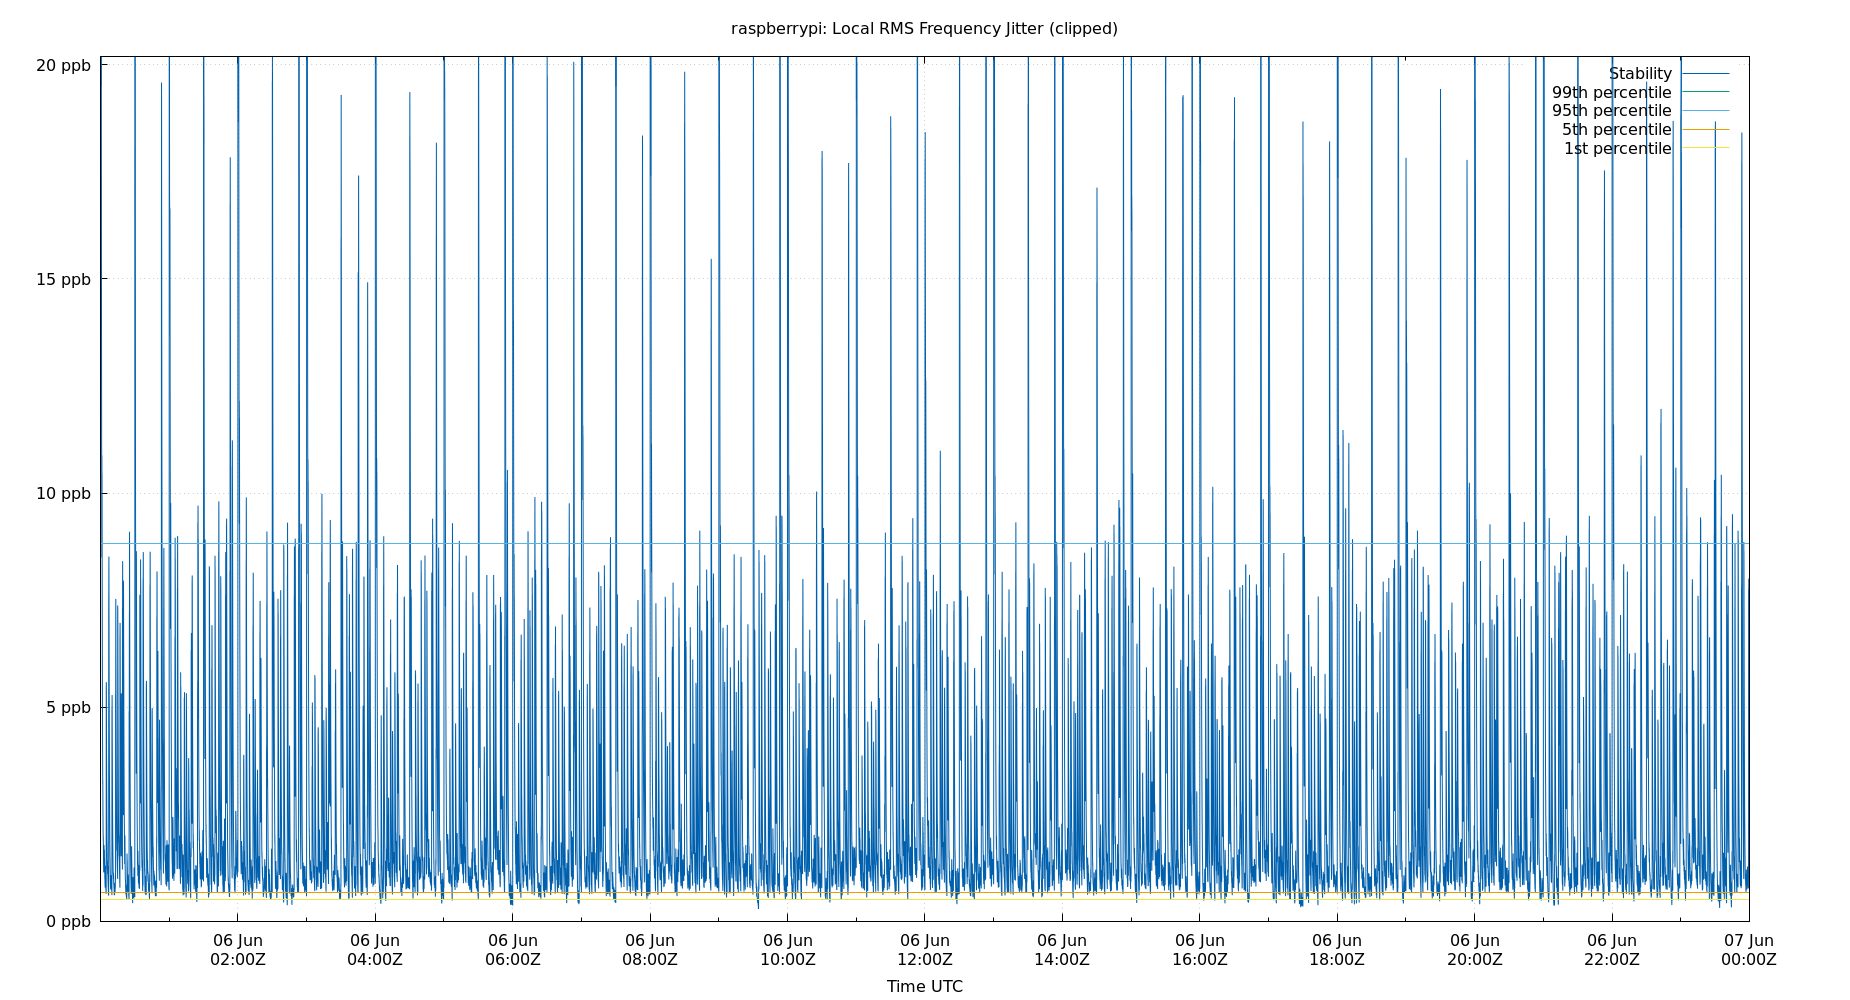 raspberrypi: Local RMS Frequency Jitter (clipped)
20 ppb
15 ppb
10 ppb
5 ppb
0 ppb
Stability
99th percentile
95th percentile
5th percentile
1st percentile
06 Jun 06 Jun 06 Jun 06 Jun 06 Jun 06 Jun 06 Jun 06 Jun 06 Jun 06 Jun 06 Jun 07 Jun
02:00Z 04:00Z 06:00Z 08:00Z 10:00Z 12:00Z 14:00Z 16:00Z 18:00Z 20:00Z 22:00Z 00:00Z
Time UTC